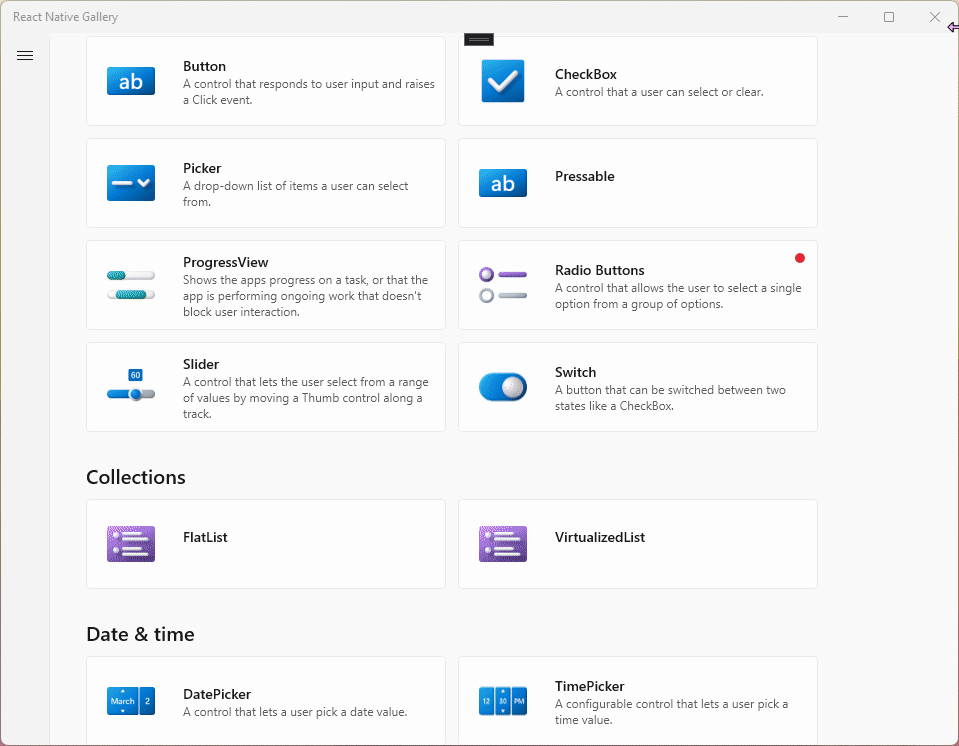 React Native Gallery
ab
Button
A control that responds to user input and raises
a Click event.
CheckBox
A control that a user can select or clear.
Picker
A drop-down list of items a user can select
from.
ab
Pressable
ProgressView
Shows the apps progress on a task, or that the
app is performing ongoing work that doesn't
block user interaction.
Radio Buttons
A control that allows the user to select a single
option from a group of options.
60
Slider
A control that lets the user select from a range
of values by moving a Thumb control along a
track.
Switch
A button that can be switched between two
states like a CheckBox.
Collections
FlatList
VirtualizedList
Date & time
March 2
DatePicker
A control that lets a user pick a date value.
12 30 PM
TimePicker
A configurable control that lets a user pick a
time value.